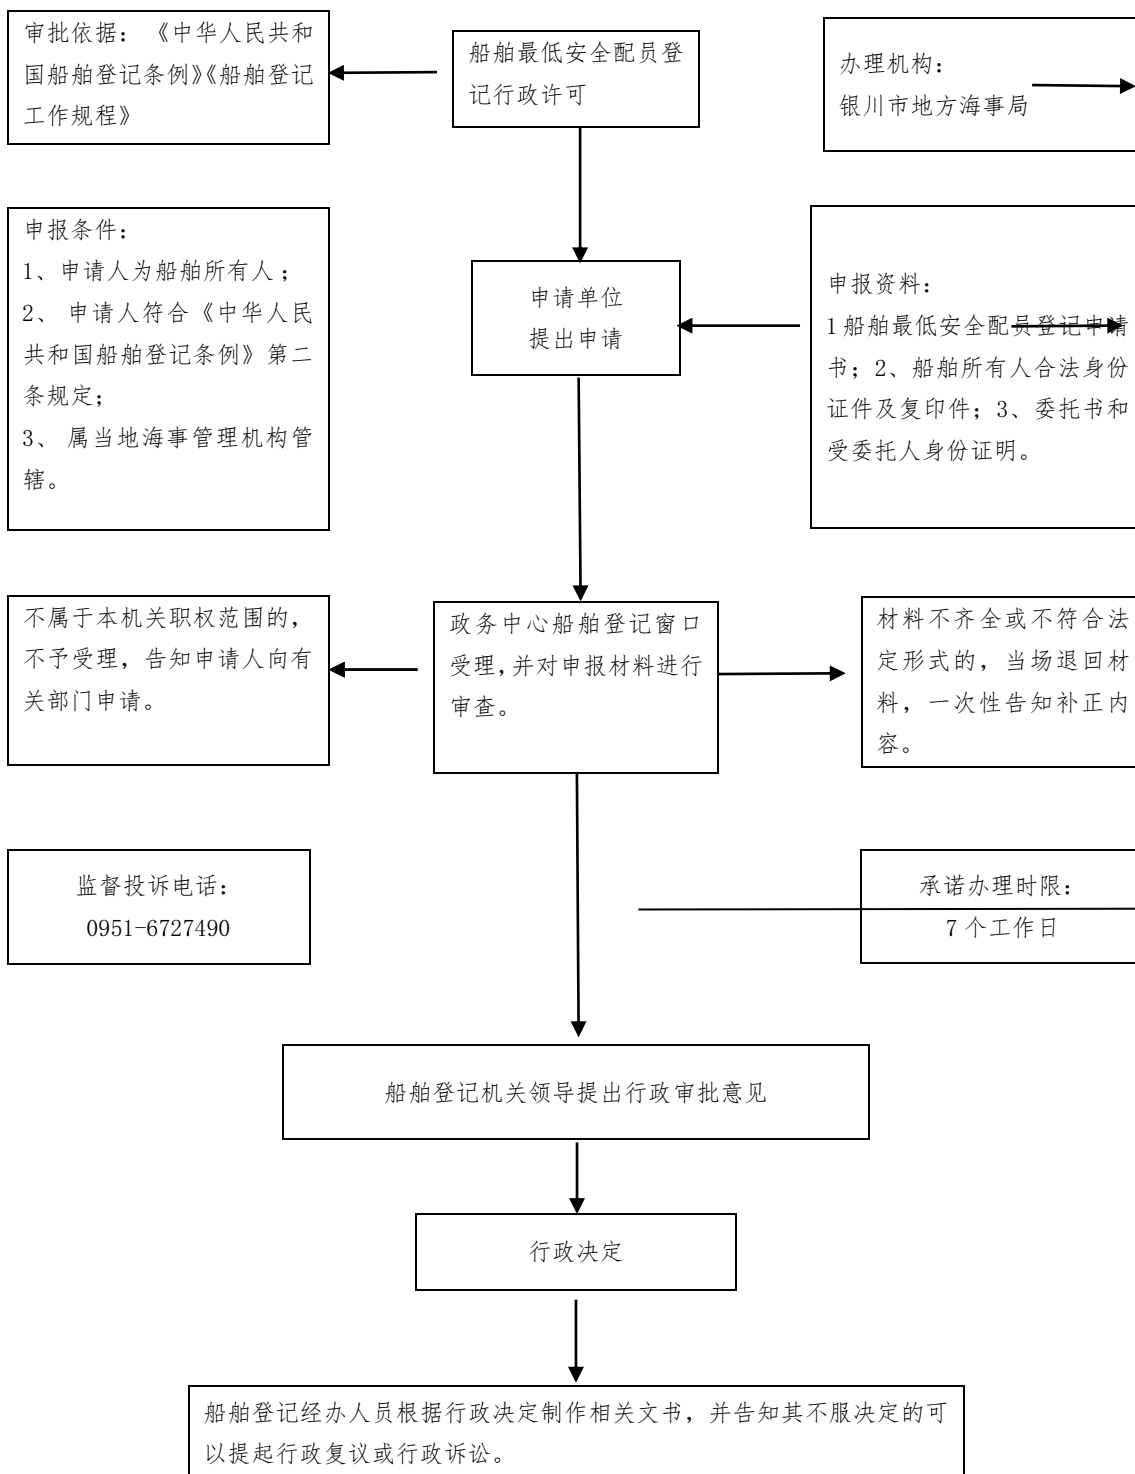 审批依据：《中华人民共和
国船舶登记条例》《船舶登记
工作规程》
船舶最低安全配员登
记行政许可
办理机构：
银川市地方海事局
申报条件：
1、申请人为船舶所有人；
2、 申请人符合《中华人民
共和国船舶登记条例》第二
条规定；
3、 属当地海事管理机构管
辖。
申请单位
提出申请
申报资料：
1 船舶最低安全配员登记申请
书；2、船舶所有人合法身份
证件及复印件；3、委托书和
受委托人身份证明。
不属于本机关职权范围的，
不予受理，告知申请人向有
关部门申请。
政务中心船舶登记窗口
受理，并对申报材料进行
审查。
材料不齐全或不符合法
定形式的，当场退回材
料，一次性告知补正内
容。
监督投诉电话：
0951-6727490
承诺办理时限：
7 个工作日
船舶登记机关领导提出行政审批意见
行政决定
船舶登记经办人员根据行政决定制作相关文书，并告知其不服决定的可
以提起行政复议或行政诉讼。